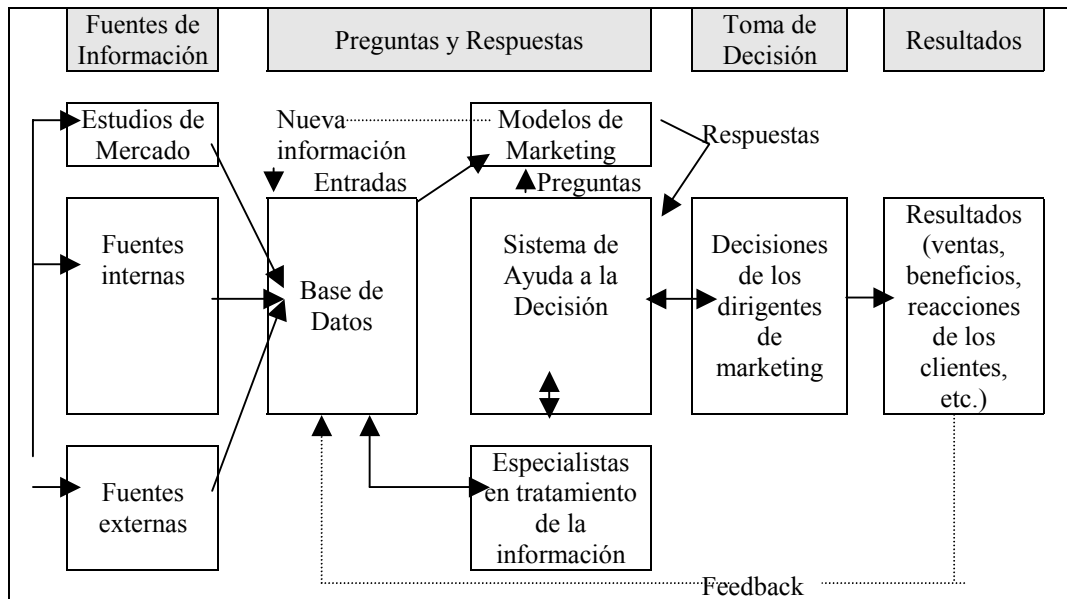 Fuentes de
Información
Preguntas y Respuestas
Toma de
Decisión
Resultados
Estudios de
Mercado
Nueva
información
Entradas
Modelos de
Marketing
Preguntas
Respuestas
Fuentes
internas
Base de
Datos
Sistema de
Ayuda a la
Decisión
Decisiones
de los
dirigentes
de
marketing
Resultados
(ventas,
beneficios,
reacciones
de los
clientes,
etc.)
Fuentes
externas
Especialistas
en tratamiento
de la
información
Feedback